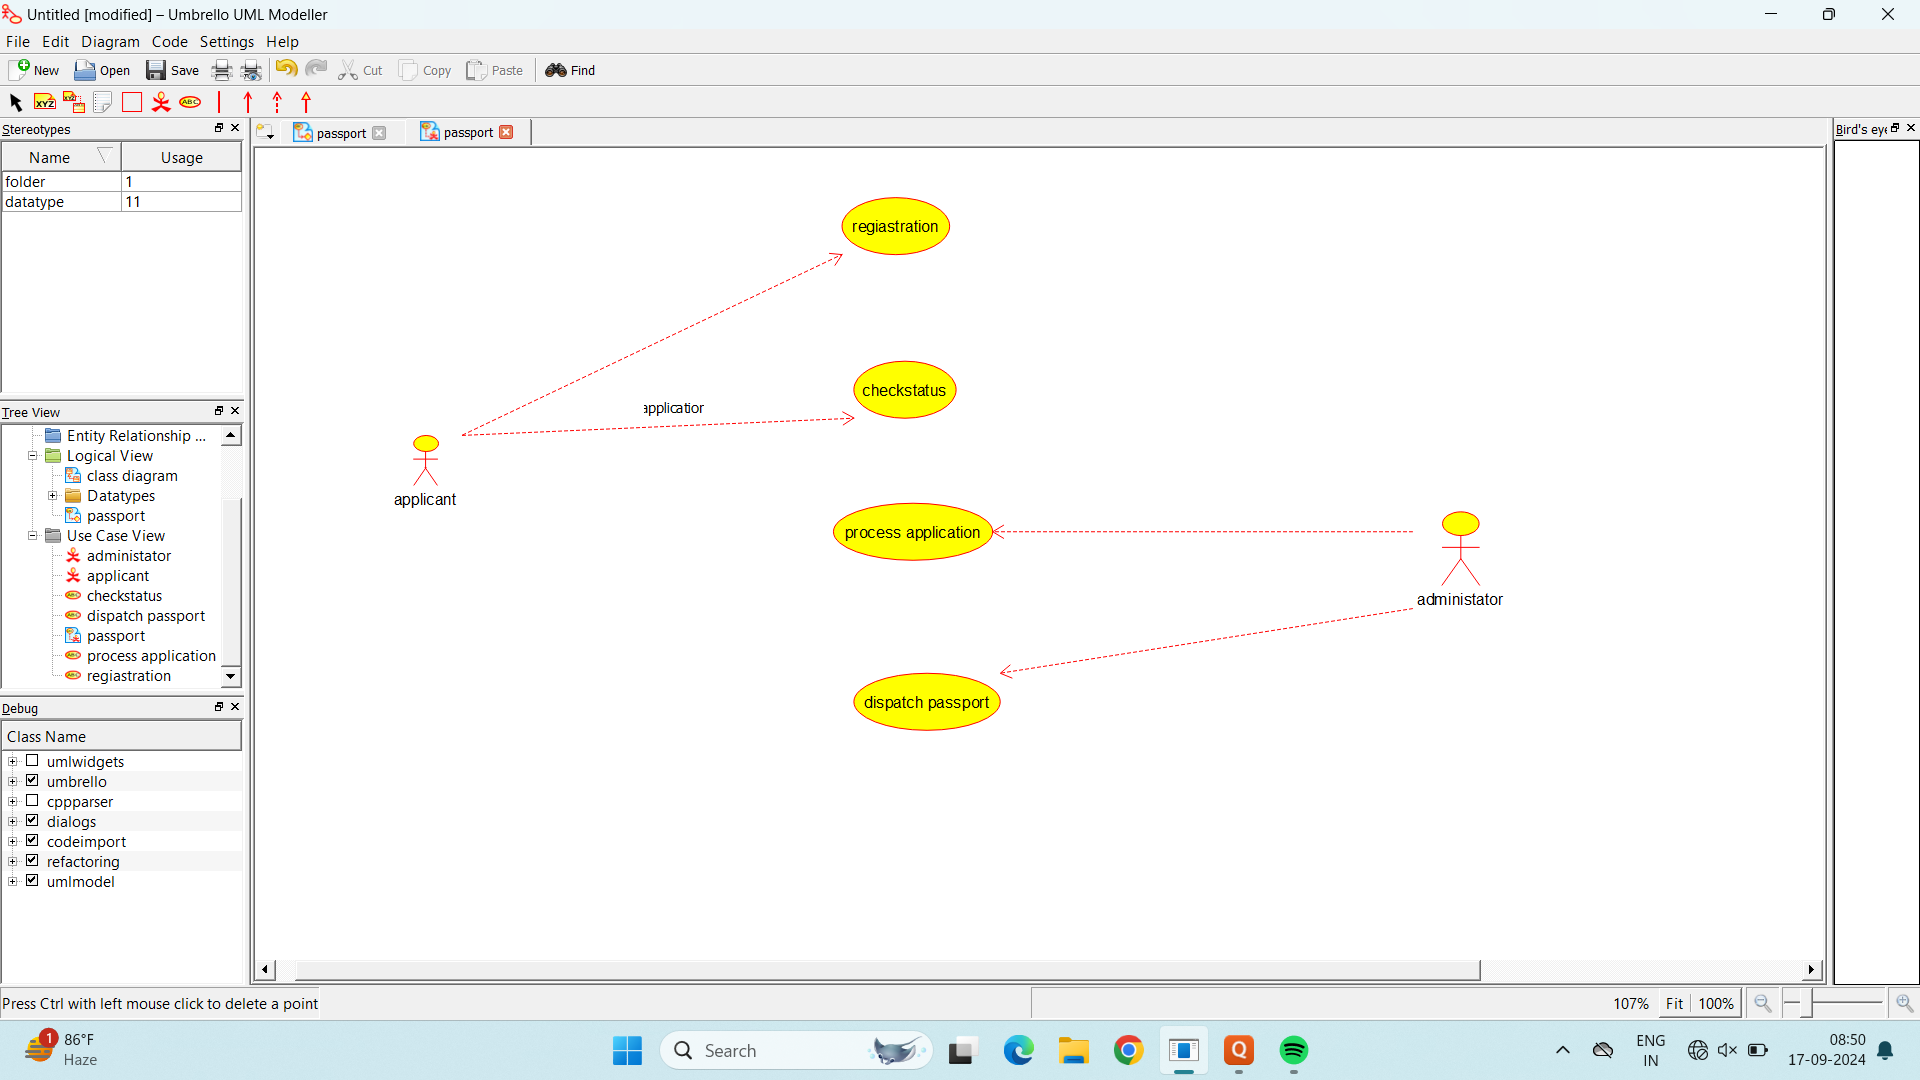 Untitled [modified] – Umbrello UML Modeller
File Edit Diagram Code Settings Help
New Open Save Cut Copy Paste Find
XYZ XYZ ABC
Stereotypes
Name Usage
folder 1
datatype 11
Tree View
Entity Relationship ...
Logical View
class diagram
Datatypes
passport
Use Case View
administator
applicant
checkstatus
dispatch passport
passport
process application
regiastration
Debug
Class Name
umlwidgets
umbrello
cppparser
dialogs
codeimport
refactoring
umlmodel
passport passport
regiastration
checkstatus
applicatior
applicant
process application
administator
dispatch passport
Bird's eye
Press Ctrl with left mouse click to delete a point
107% Fit 100%
1
86°F
Haze
Search
Q
ENG
IN
08:50
17-09-2024